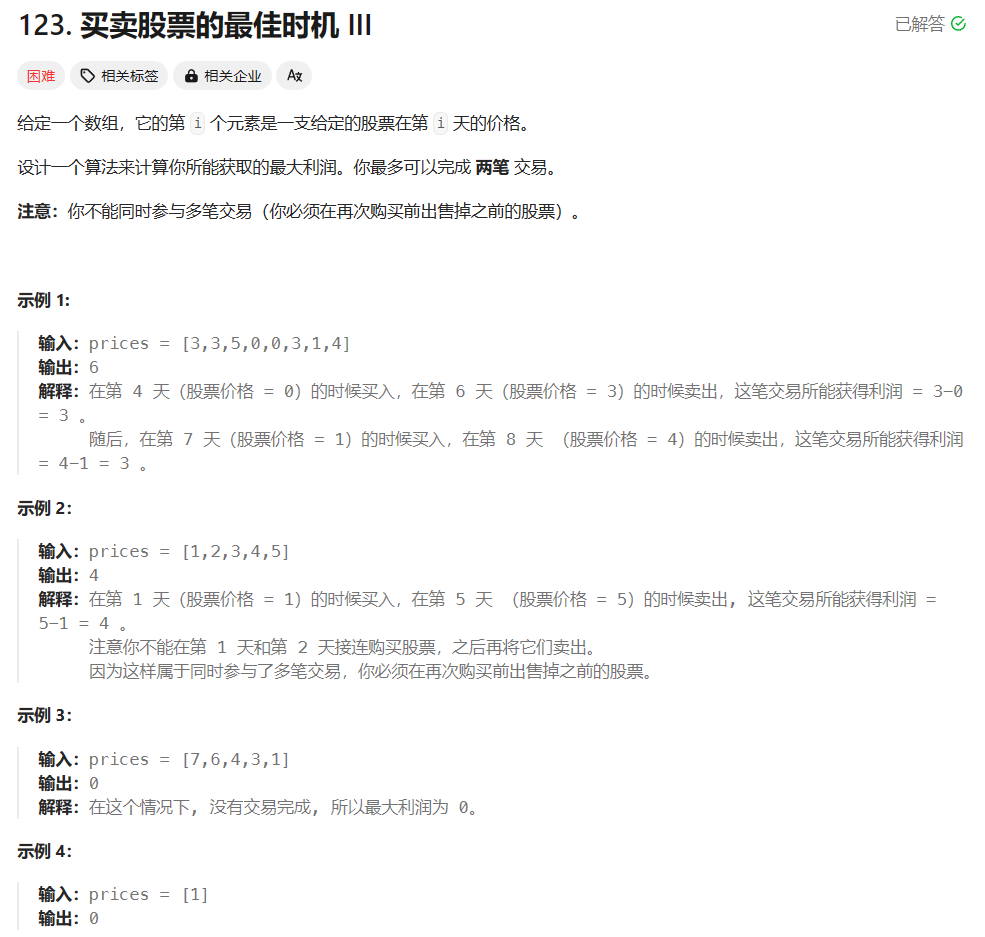 123. 买卖股票的最佳时机 III
已解答
困难 相关标签 相关企业
给定一个数组，它的第 i 个元素是一支给定的股票在第 i 天的价格。
设计一个算法来计算你所能获取的最大利润。你最多可以完成 两笔 交易。
注意：你不能同时参与多笔交易（你必须在再次购买前出售掉之前的股票）。
示例 1:
输入：prices = [3,3,5,0,0,3,1,4]
输出：6
解释：在第 4 天（股票价格 = 0）的时候买入，在第 6 天（股票价格 = 3）的时候卖出，这笔交易所能获得利润 = 3-0
= 3 。
随后，在第 7 天（股票价格 = 1）的时候买入，在第 8 天 （股票价格 = 4）的时候卖出，这笔交易所能获得利润
= 4-1 = 3 。
示例 2：
输入：prices = [1,2,3,4,5]
输出：4
解释：在第 1 天（股票价格 = 1）的时候买入，在第 5 天 （股票价格 = 5）的时候卖出, 这笔交易所能获得利润 =
5-1 = 4 。
注意你不能在第 1 天和第 2 天接连购买股票，之后再将它们卖出。
因为这样属于同时参与了多笔交易，你必须在再次购买前出售掉之前的股票。
示例 3：
输入：prices = [7,6,4,3,1]
输出：0
解释：在这个情况下, 没有交易完成, 所以最大利润为 0。
示例 4：
输入：prices = [1]
输出：0